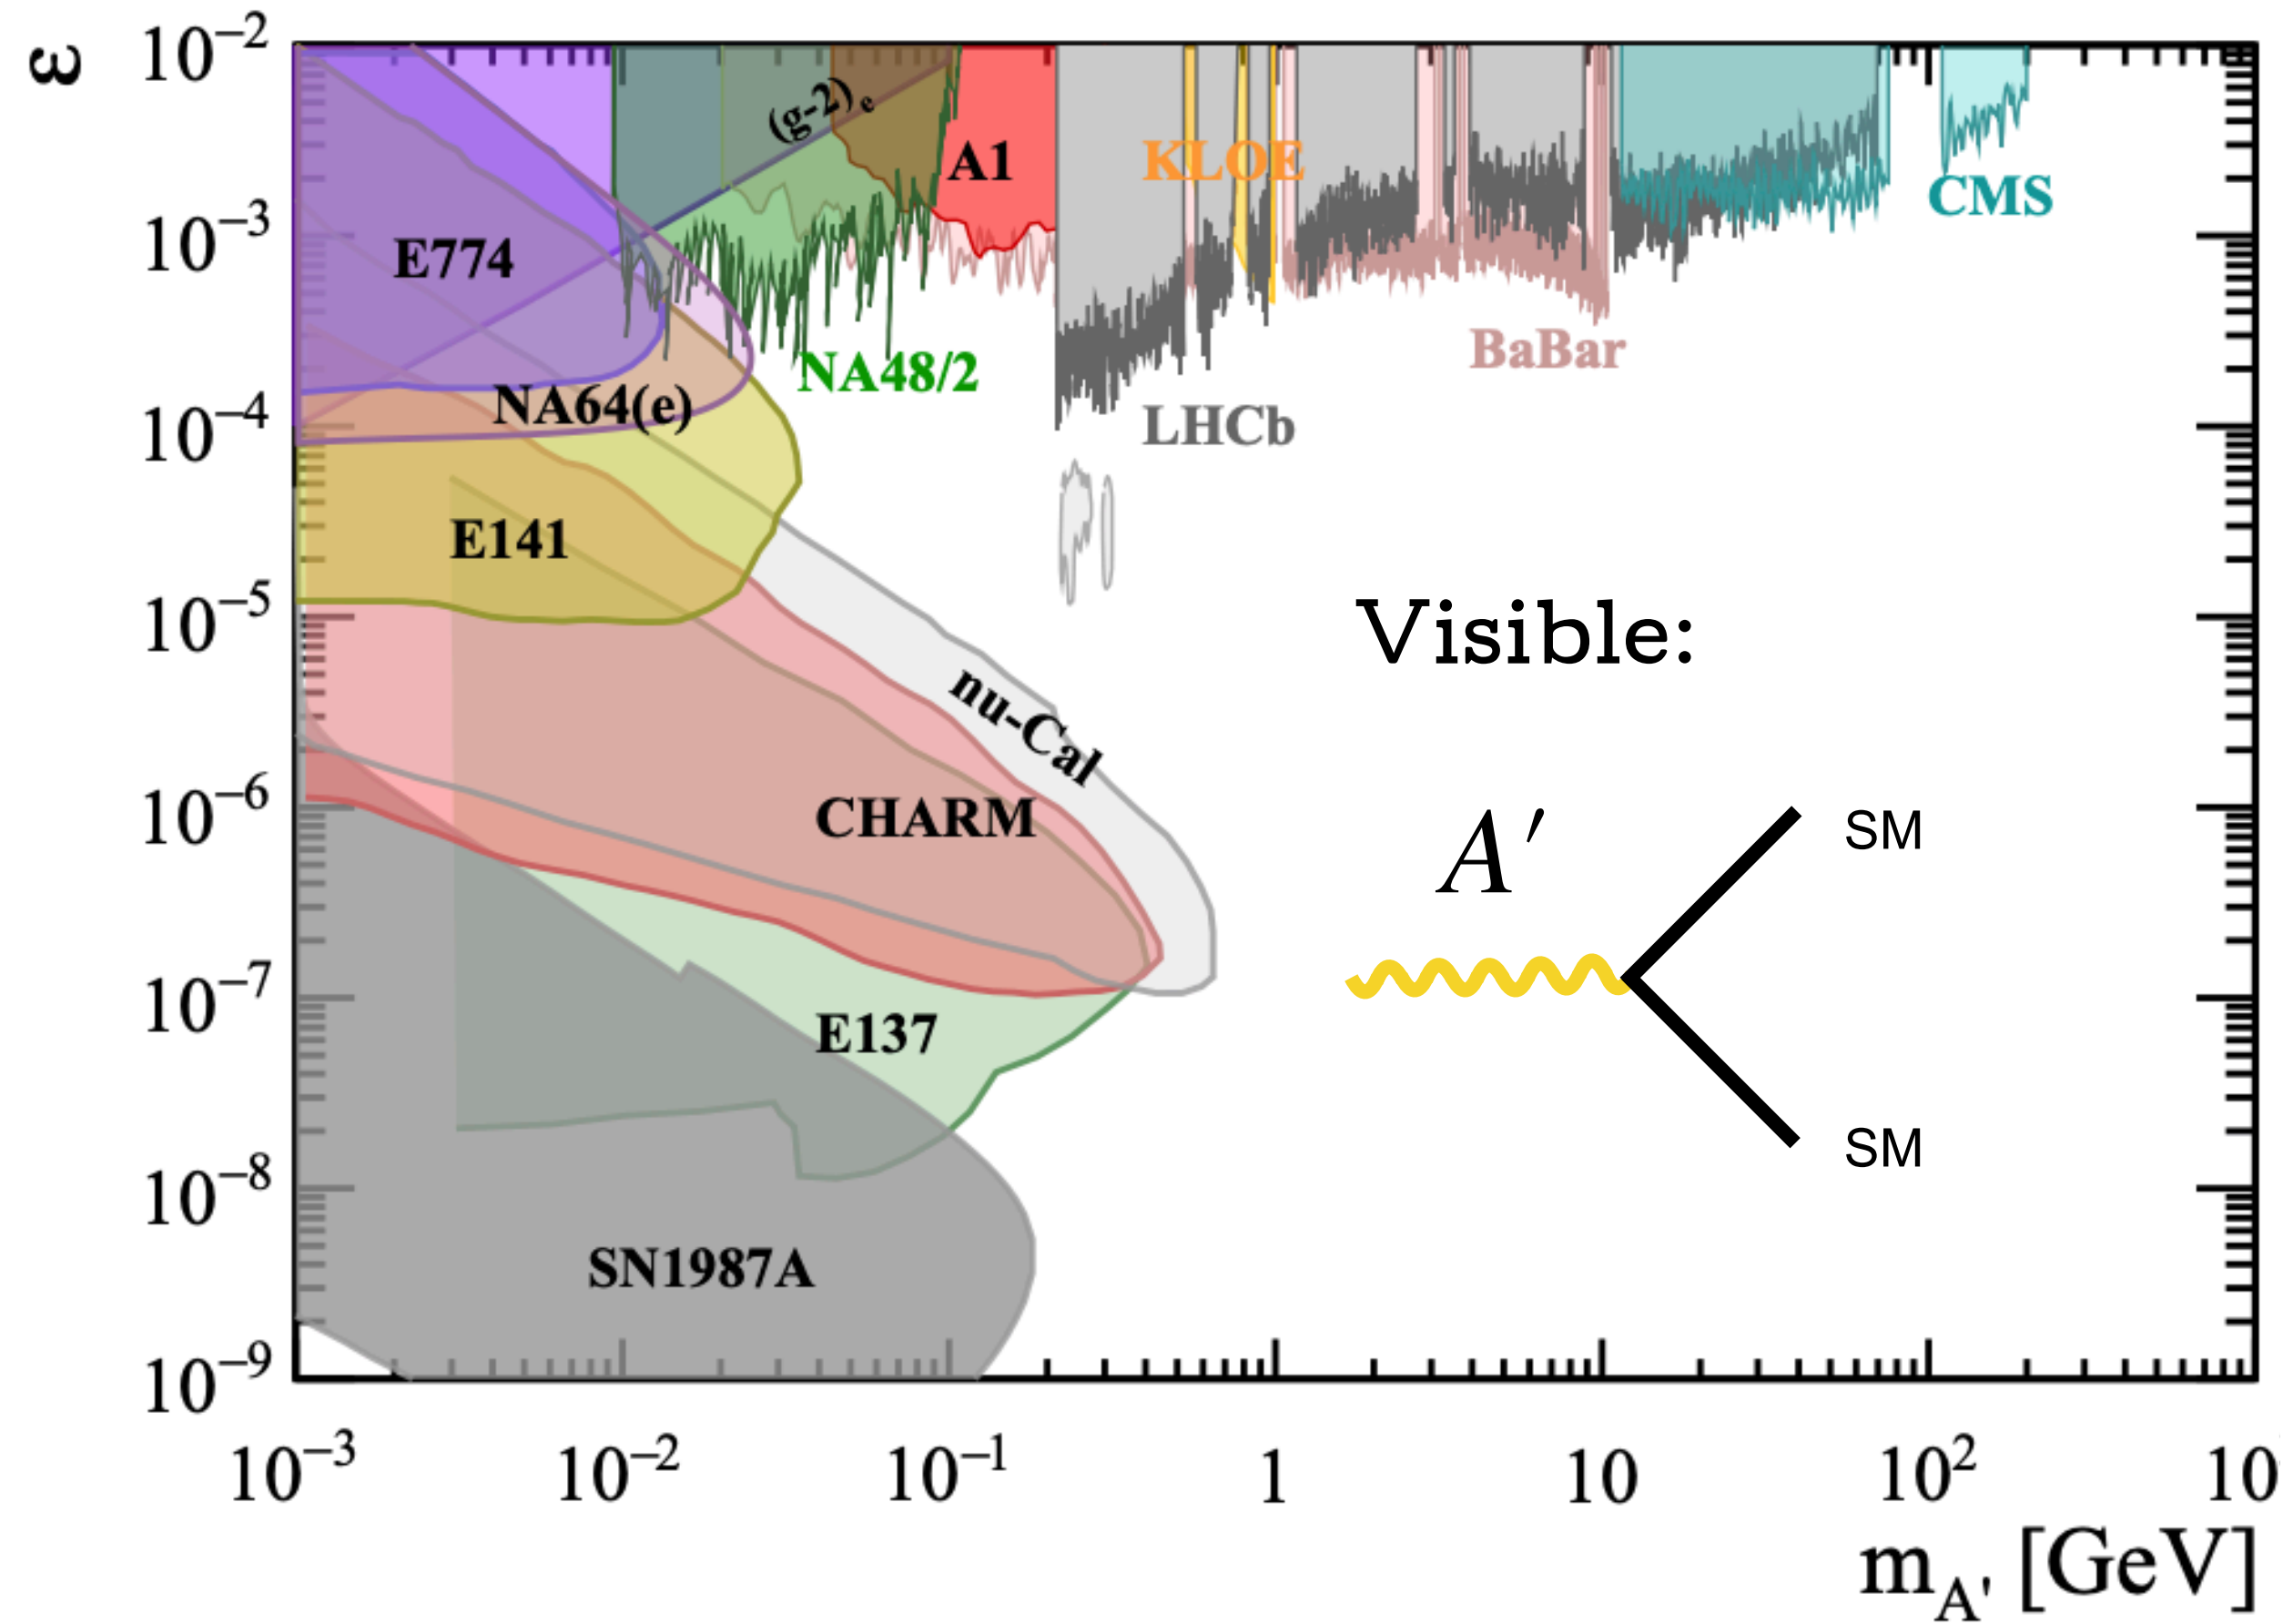 ε
10⁻²
10⁻³
10⁻⁴
10⁻⁵
10⁻⁶
10⁻⁷
10⁻⁸
10⁻⁹
(g-2)e
A1
KLOE
CMS
E774
NA64(e)
NA48/2
BaBar
LHCb
E141
Visible:
nu-Cal
CHARM
A′
SM
E137
SM
SN1987A
10⁻³ 10⁻² 10⁻¹ 1 10 10² 10
mA' [GeV]